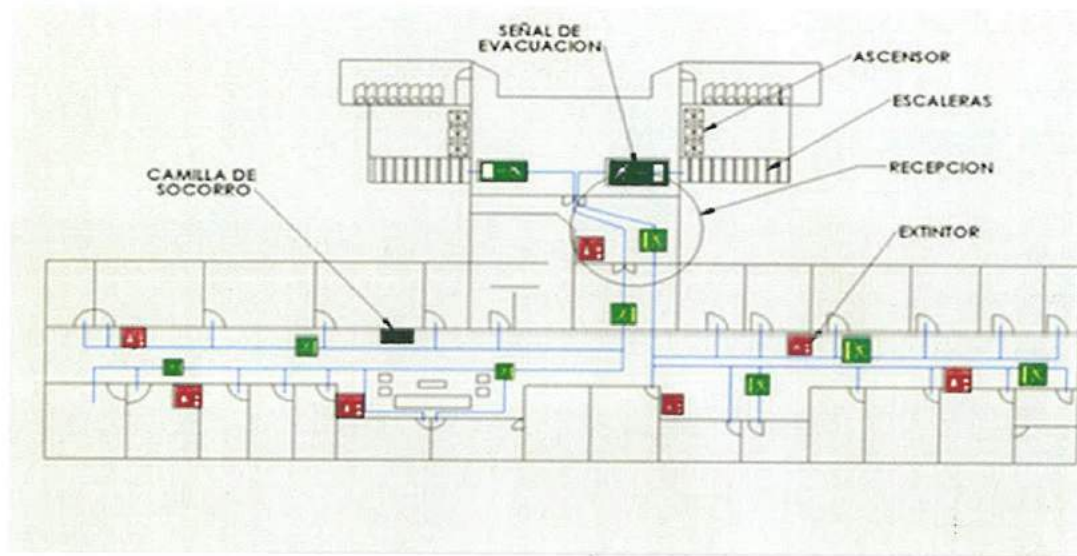 SEÑAL DE
EVACUACION
ASCENSOR
ESCALERAS
CAMILLA DE
SOCORRO
RECEPCION
EXTINTOR